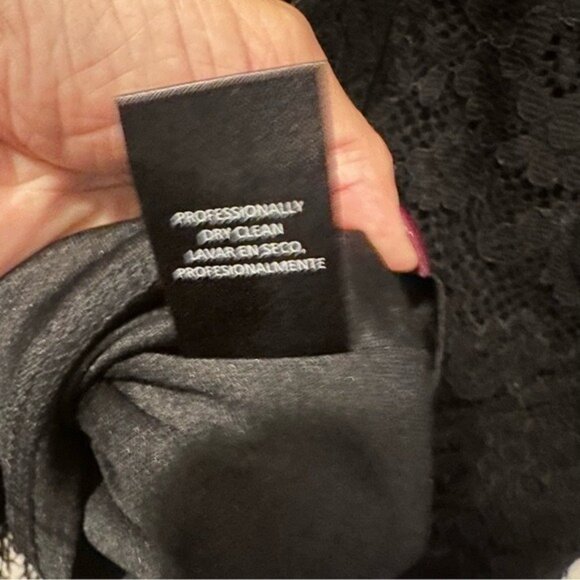 PROFESSIONALLY
DRY CLEAN
LAVAR EN SECO.
PROFESIONALMENTE